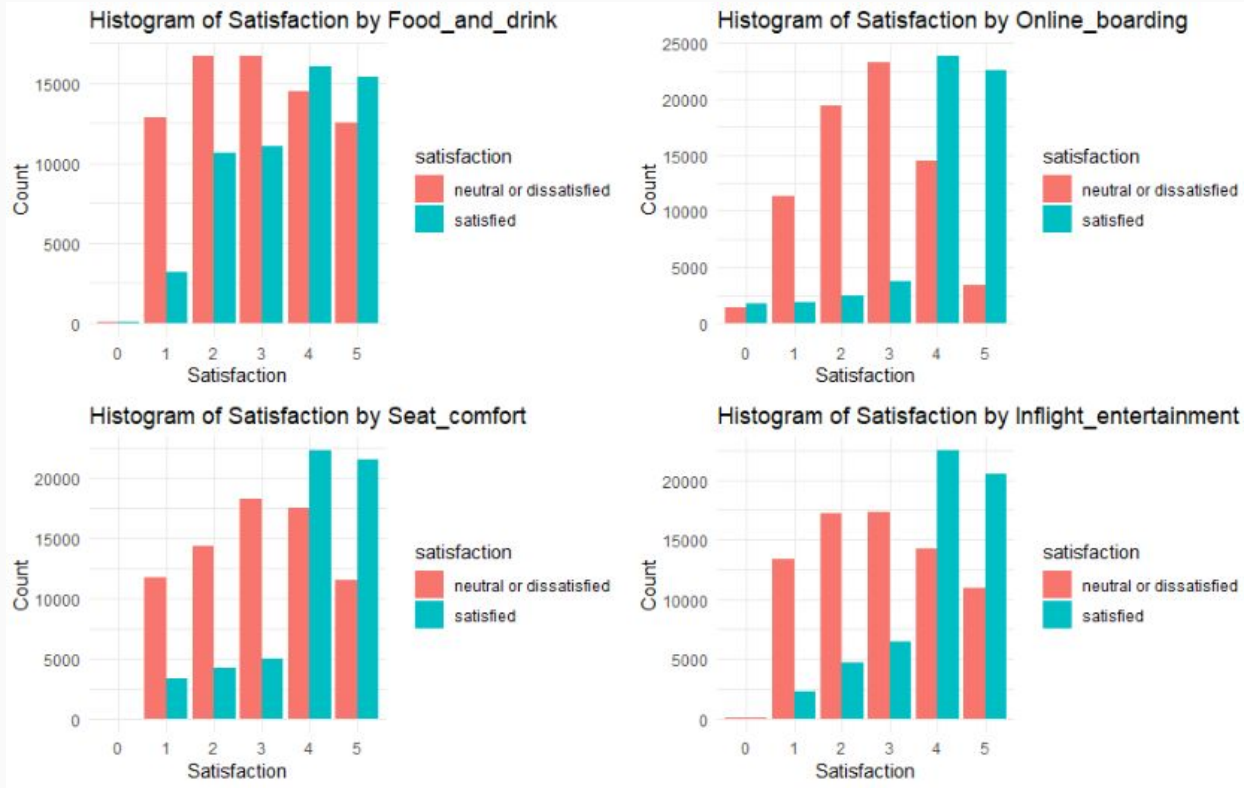 Histogram of Satisfaction by Food_and_drink
Count
15000
10000
5000
0
0 1 2 3 4 5
Satisfaction
satisfaction
neutral or dissatisfied
satisfied
Histogram of Satisfaction by Online_boarding
Count
25000
20000
15000
10000
5000
0
0 1 2 3 4 5
Satisfaction
satisfaction
neutral or dissatisfied
satisfied
Histogram of Satisfaction by Seat_comfort
Count
20000
15000
10000
5000
0
0 1 2 3 4 5
Satisfaction
satisfaction
neutral or dissatisfied
satisfied
Histogram of Satisfaction by Inflight_entertainment
Count
20000
15000
10000
5000
0
0 1 2 3 4 5
Satisfaction
satisfaction
neutral or dissatisfied
satisfied